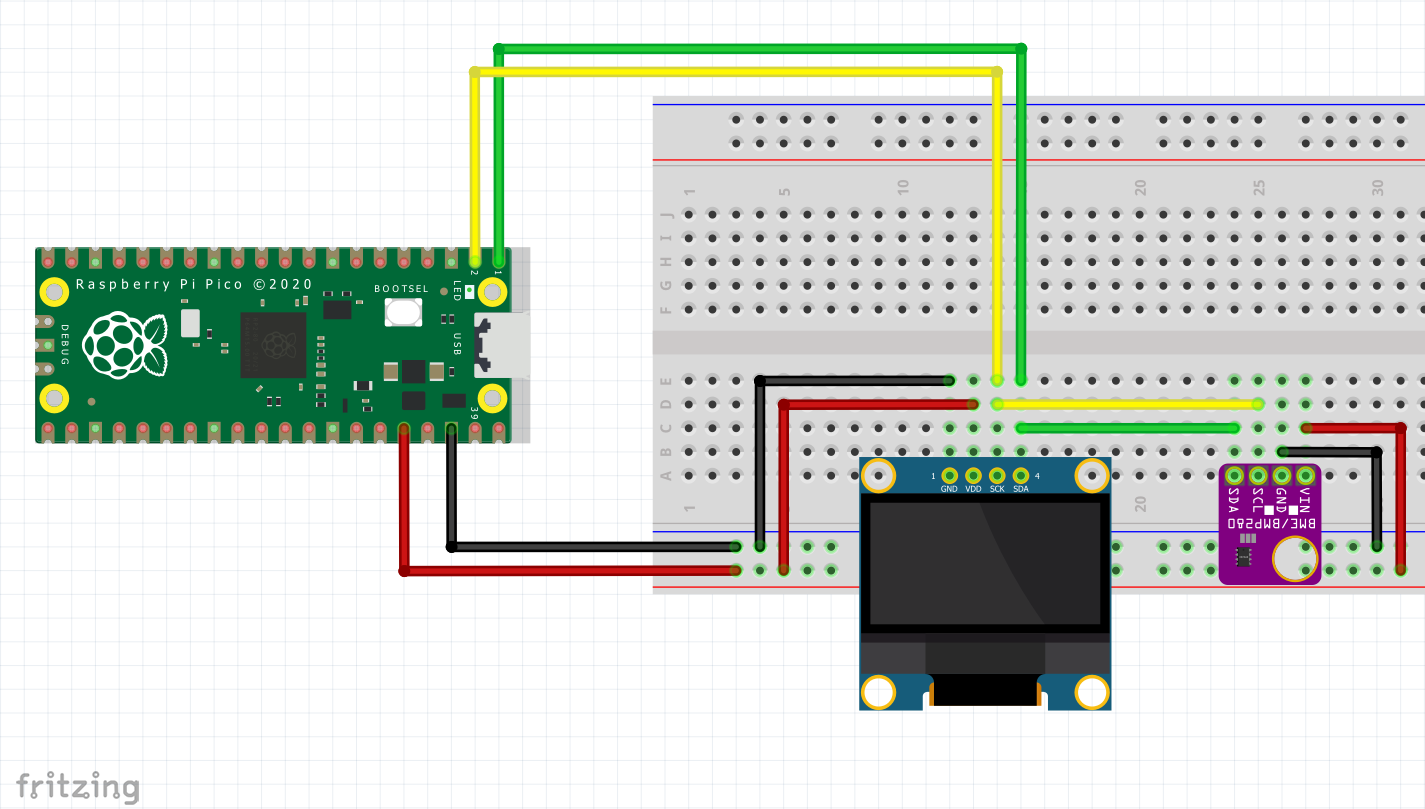 1 5 10 20 25 30
J
I
H
G
F
2 1
Raspberry Pi Pico ©2020
BOOTSEL
LED
DEBUG
USB
39
E
D
C
B
A
1 20
1 4
GND VDD SCK SDA
SDA SCL GND VIN
BME/BMP280
fritzing